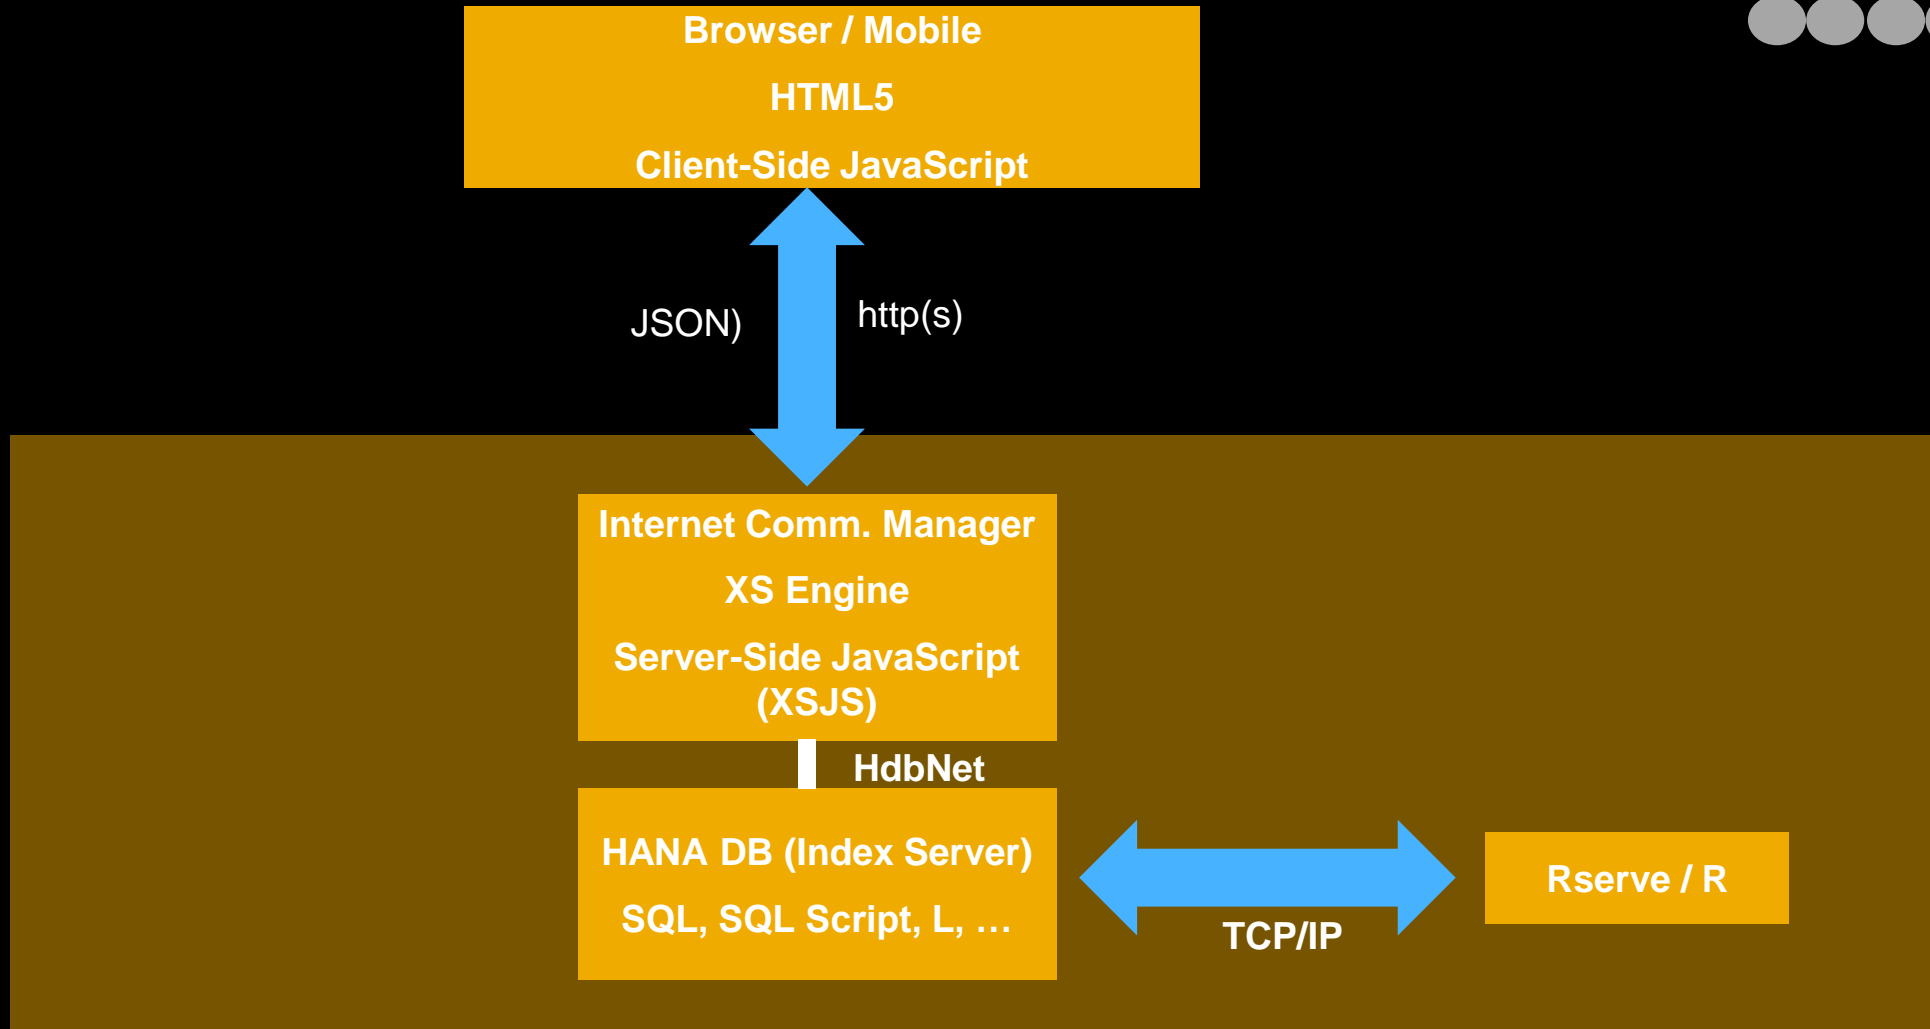 Browser / Mobile
HTML5
Client-Side JavaScript
JSON)
http(s)
Internet Comm. Manager
XS Engine
Server-Side JavaScript
(XSJS)
HdbNet
HANA DB (Index Server)
SQL, SQL Script, L, …
Rserve / R
TCP/IP